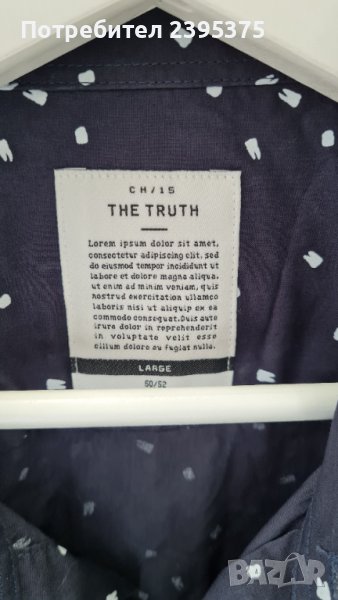 Потребител 2395375
CH/15
THE TRUTH
Lorem ipsum dolor sit amet,
consectetur adipiscing elit, sed
do eiusmod tempor incididunt ut
labore et dolore magna aliqua.
ut enim ad minim veniam, quis
nostrud exercitation ullamco
laboris nisi ut aliquip ex ea
commodo consequat. Duis aute
irure dolor in reprehenderit
in voluptate velit esse
cillum dolore eu fugiat nulla.
LARGE
50/52
BAZAR